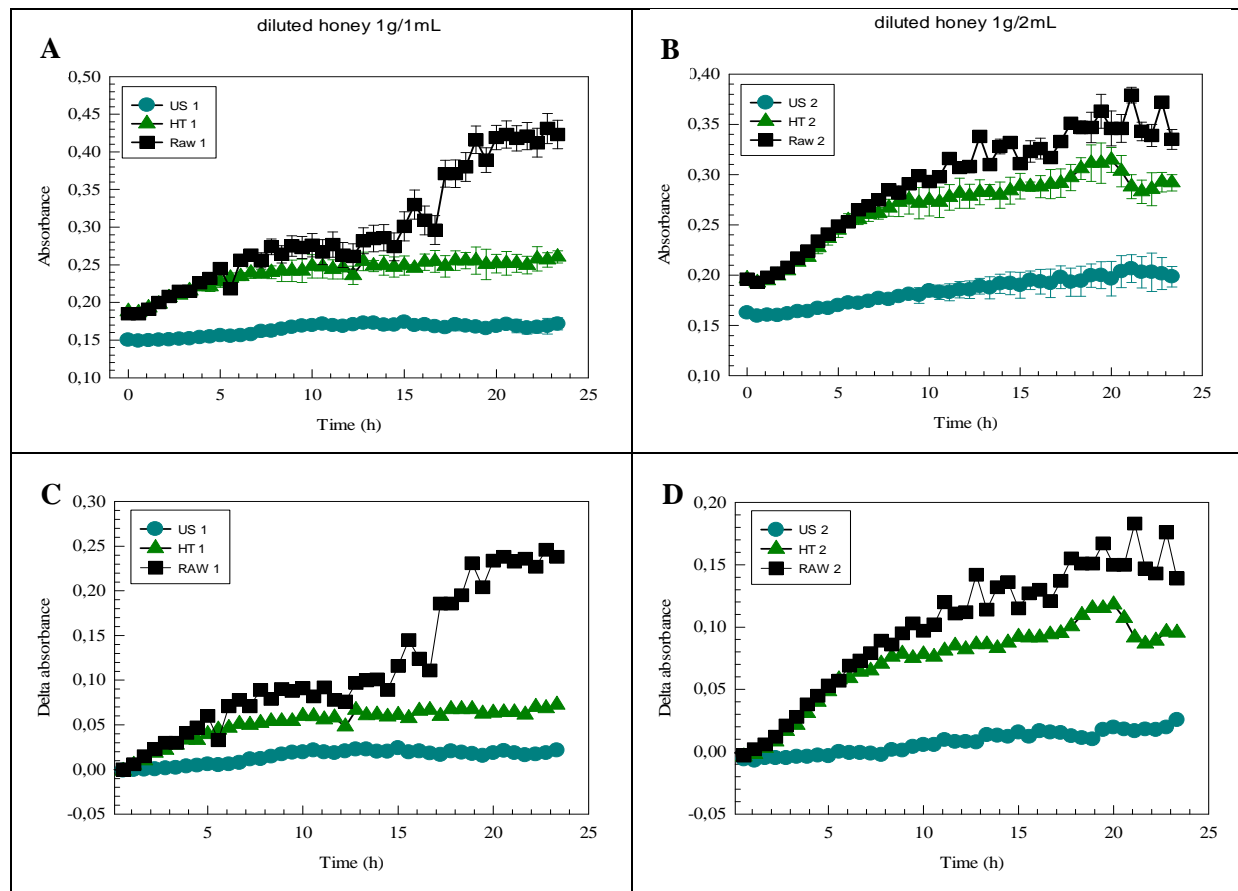 diluted honey 1g/1mL
A
0,50
0,45
0,40
0,35
0,30
0,25
0,20
0,15
0,10
Absorbance
US 1
HT 1
Raw 1
0 5 10 15 20 25
Time (h)
diluted honey 1g/2mL
B
0,40
0,35
0,30
0,25
0,20
0,15
0,10
Absorbance
US 2
HT 2
Raw 2
0 5 10 15 20 25
Time (h)
C
0,30
0,25
0,20
0,15
0,10
0,05
0,00
-0,05
Delta absorbance
US 1
HT 1
RAW 1
5 10 15 20 25
Time (h)
D
0,20
0,15
0,10
0,05
0,00
-0,05
Delta absorbance
US 2
HT 2
RAW 2
5 10 15 20 25
Time (h)